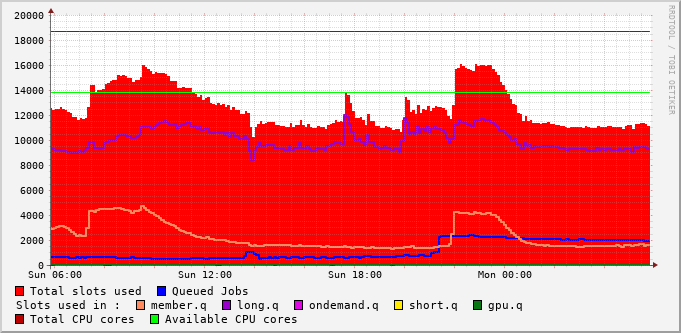 20000
18000
16000
14000
12000
10000
8000
6000
4000
2000
0
Sun 06:00 Sun 12:00 Sun 18:00 Mon 00:00
Total slots used Queued Jobs
Slots used in : member.q long.q ondemand.q short.q gpu.q
Total CPU cores Available CPU cores
RRDTOOL / TOBI OETIKER